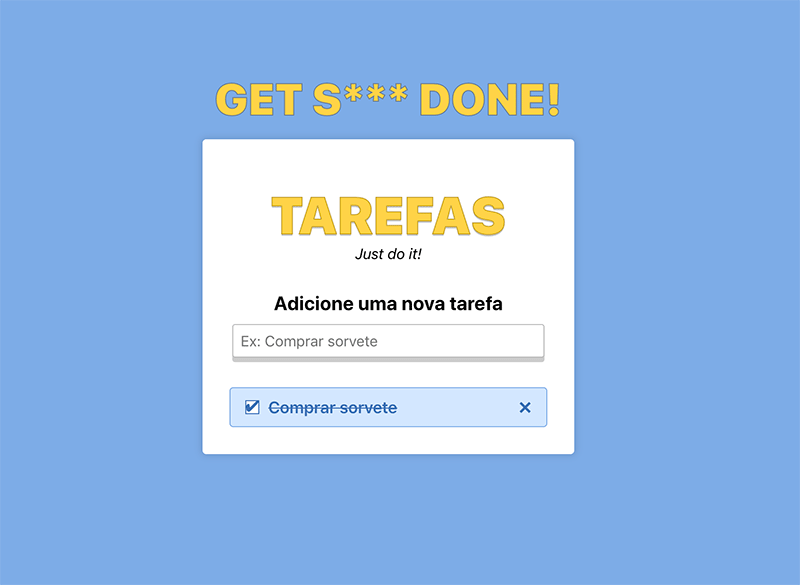 GET S*** DONE!
TAREFAS
Just do it!
Adicione uma nova tarefa
Ex: Comprar sorvete
Comprar sorvete